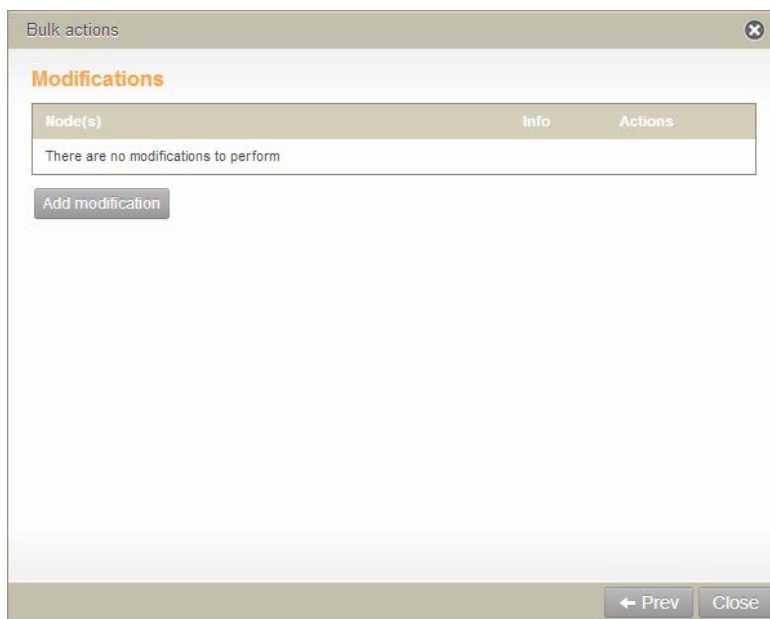 Bulk actions
Modifications
Node(s) Info Actions
There are no modifications to perform
Add modification
← Prev Close